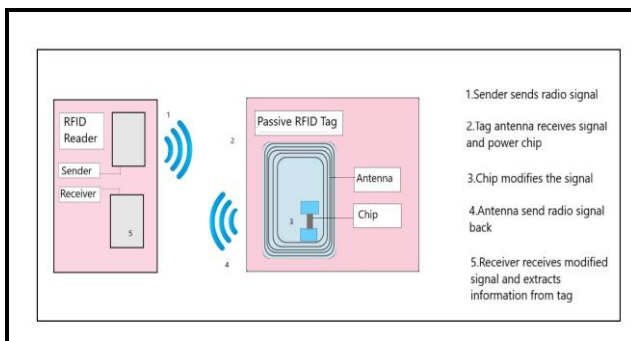 RFID
Reader
Sender
Receiver
5
1
Passive RFID Tag
2
Antenna
Chip
3
4
1.Sender sends radio signal
2.Tag antenna receives signal
and power chip
3.Chip modifies the signal
4.Antenna send radio signal
back
5.Receiver receives modified
signal and extracts
information from tag